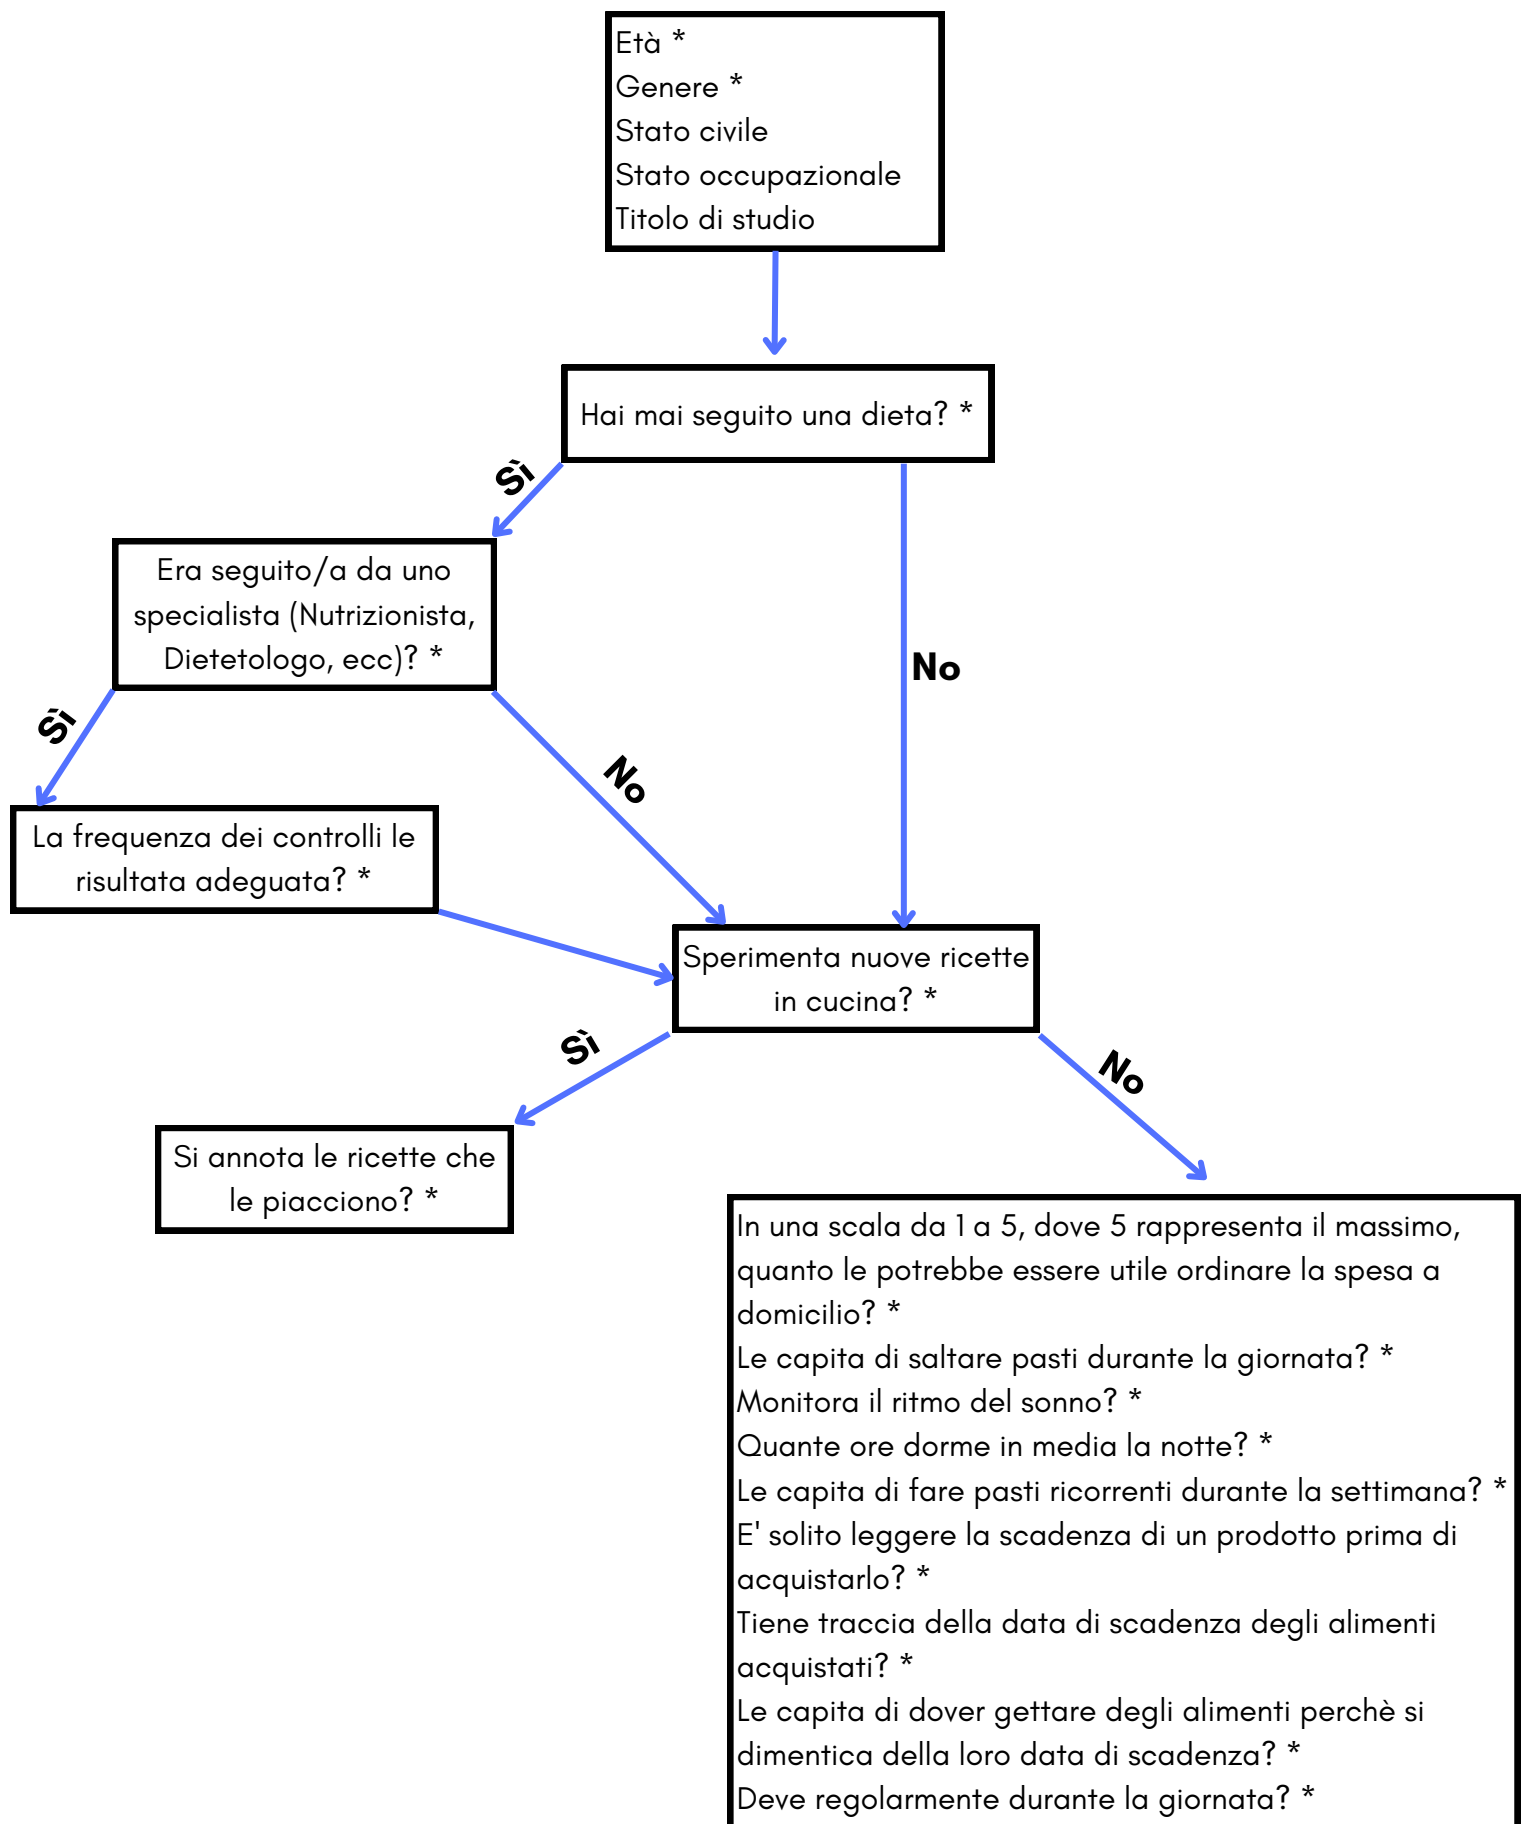 Età *
Genere *
Stato civile
Stato occupazionale
Titolo di studio
Hai mai seguito una dieta? *
Sì
Era seguito/a da uno
specialista (Nutrizionista,
Dietetologo, ecc)? *
No
Sì
No
La frequenza dei controlli le
risultata adeguata? *
Sperimenta nuove ricette
in cucina? *
Sì
No
Si annota le ricette che
le piacciono? *
In una scala da 1 a 5, dove 5 rappresenta il massimo,
quanto le potrebbe essere utile ordinare la spesa a
domicilio? *
Le capita di saltare pasti durante la giornata? *
Monitora il ritmo del sonno? *
Quante ore dorme in media la notte? *
Le capita di fare pasti ricorrenti durante la settimana? *
E' solito leggere la scadenza di un prodotto prima di
acquistarlo? *
Tiene traccia della data di scadenza degli alimenti
acquistati? *
Le capita di dover gettare degli alimenti perchè si
dimentica della loro data di scadenza? *
Deve regolarmente durante la giornata? *